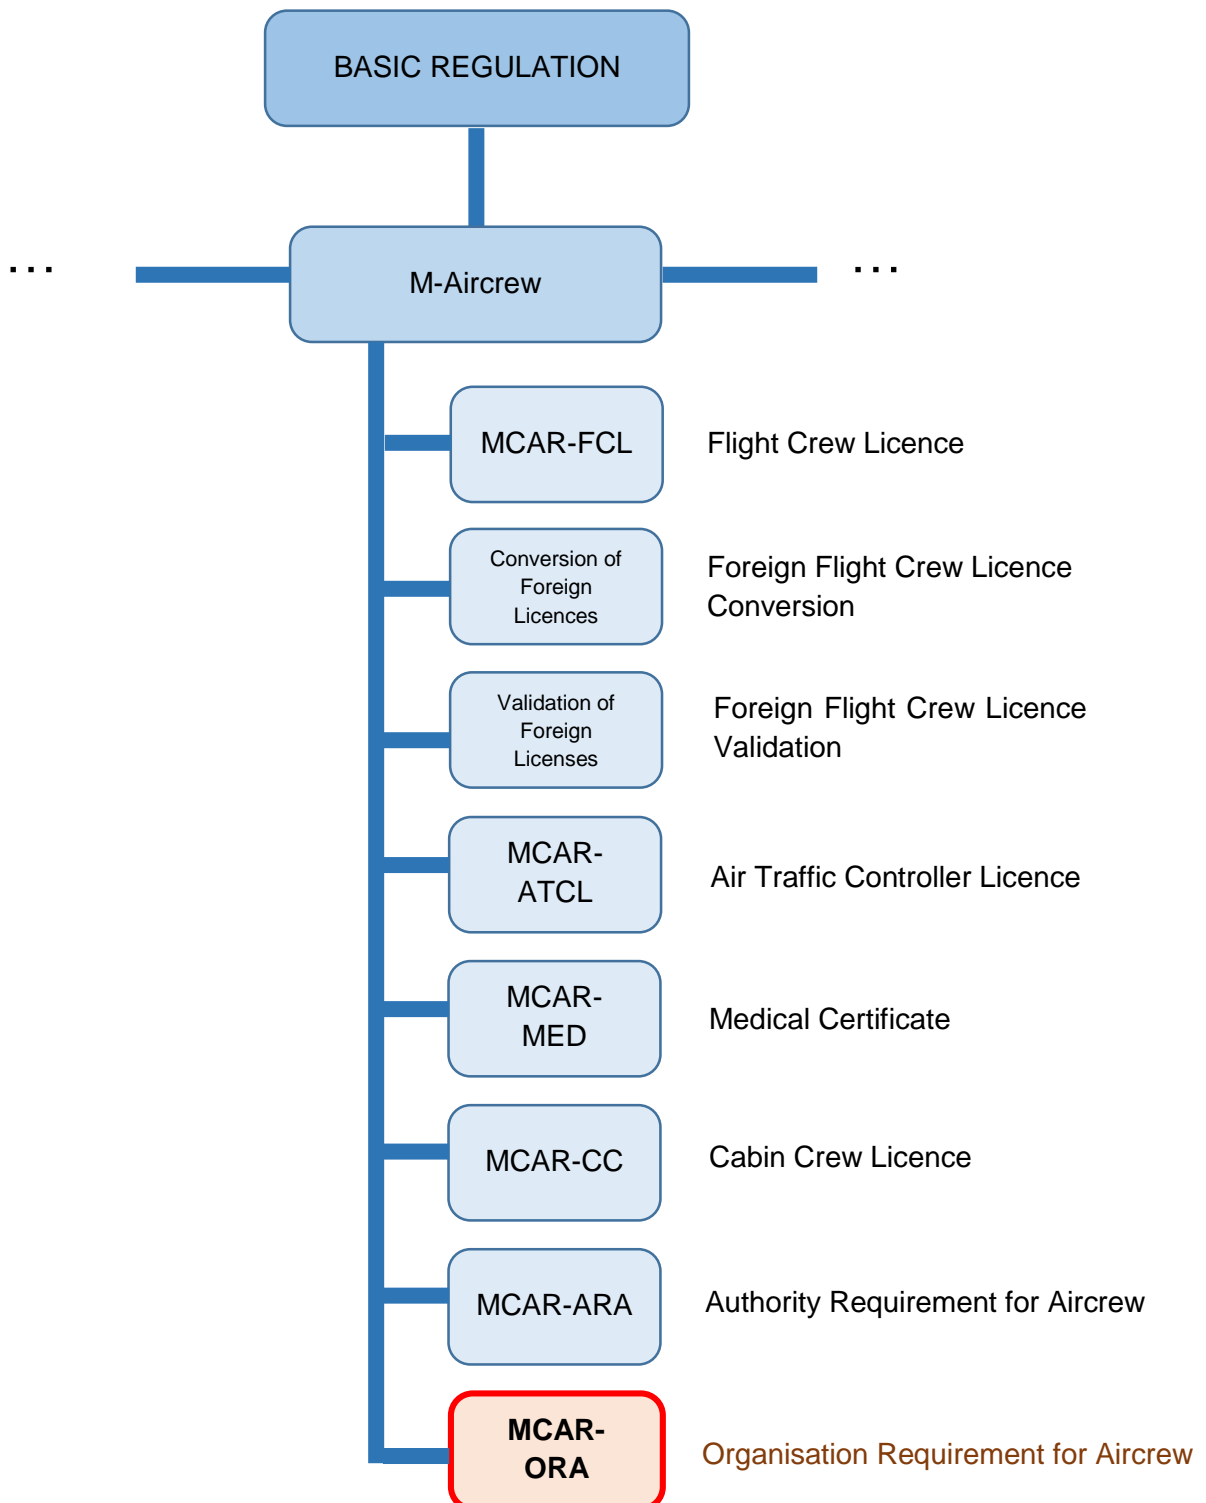 BASIC REGULATION
... M-Aircrew ...
MCAR-FCL Flight Crew Licence
Conversion of
Foreign
Licences
Foreign Flight Crew Licence
Conversion
Validation of
Foreign
Licenses
Foreign Flight Crew Licence
Validation
MCAR-
ATCL
Air Traffic Controller Licence
MCAR-
MED
Medical Certificate
MCAR-CC Cabin Crew Licence
MCAR-ARA Authority Requirement for Aircrew
MCAR-
ORA
Organisation Requirement for Aircrew